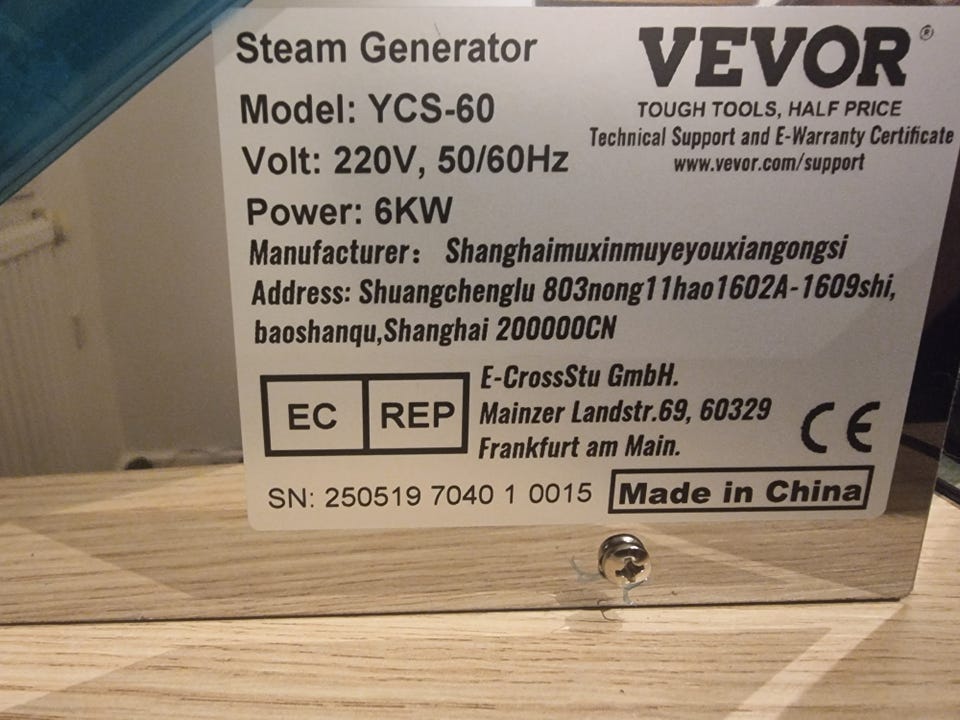 Steam Generator
Model: YCS-60
Volt: 220V, 50/60Hz
Power: 6KW
VEVOR®
TOUGH TOOLS, HALF PRICE
Technical Support and E-Warranty Certificate
www.vevor.com/support
Manufacturer: Shanghaimuxinmuyeyouxiangongsi
Address: Shuangchenglu 803nong11hao1602A-1609shi,
baoshanqu,Shanghai 200000CN
EC REP
E-CrossStu GmbH.
Mainzer Landstr.69, 60329
Frankfurt am Main.
CE
SN: 250519 7040 1 0015
Made in China